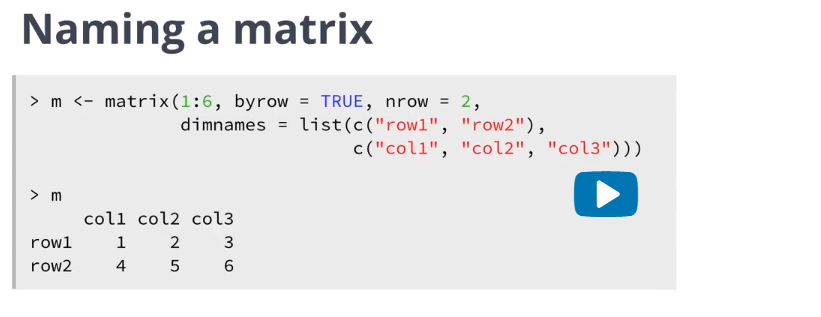 Naming a matrix
> m <- matrix(1:6, byrow = TRUE, nrow = 2,
dimnames = list(c("row1", "row2"),
c("col1", "col2", "col3")))
> m
col1 col2 col3
row1 1 2 3
row2 4 5 6